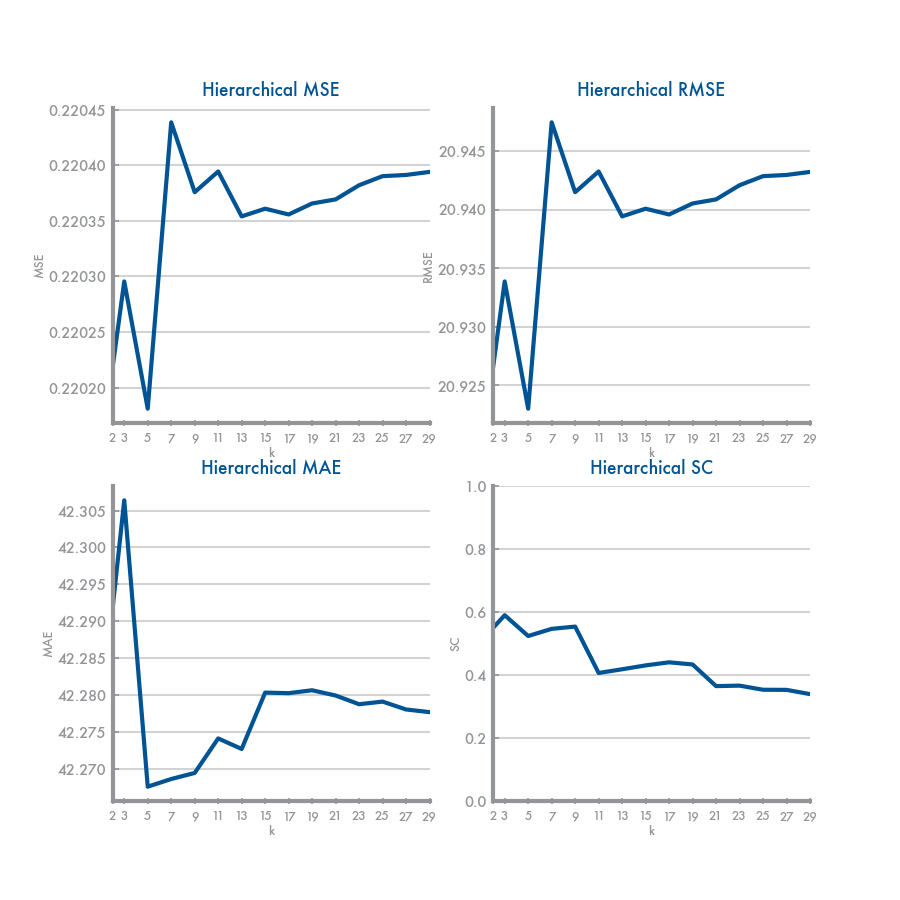 Hierarchical MSE
0.22045
0.22040
0.22035
0.22030
0.22025
0.22020
MSE
2 3 5 7 9 11 13 15 17 19 21 23 25 27 29
k
Hierarchical RMSE
20.945
20.940
20.935
20.930
20.925
RMSE
2 3 5 7 9 11 13 15 17 19 21 23 25 27 29
k
Hierarchical MAE
42.305
42.300
42.295
42.290
42.285
42.280
42.275
42.270
MAE
2 3 5 7 9 11 13 15 17 19 21 23 25 27 29
k
Hierarchical SC
1.0
0.8
0.6
0.4
0.2
0.0
SC
2 3 5 7 9 11 13 15 17 19 21 23 25 27 29
k